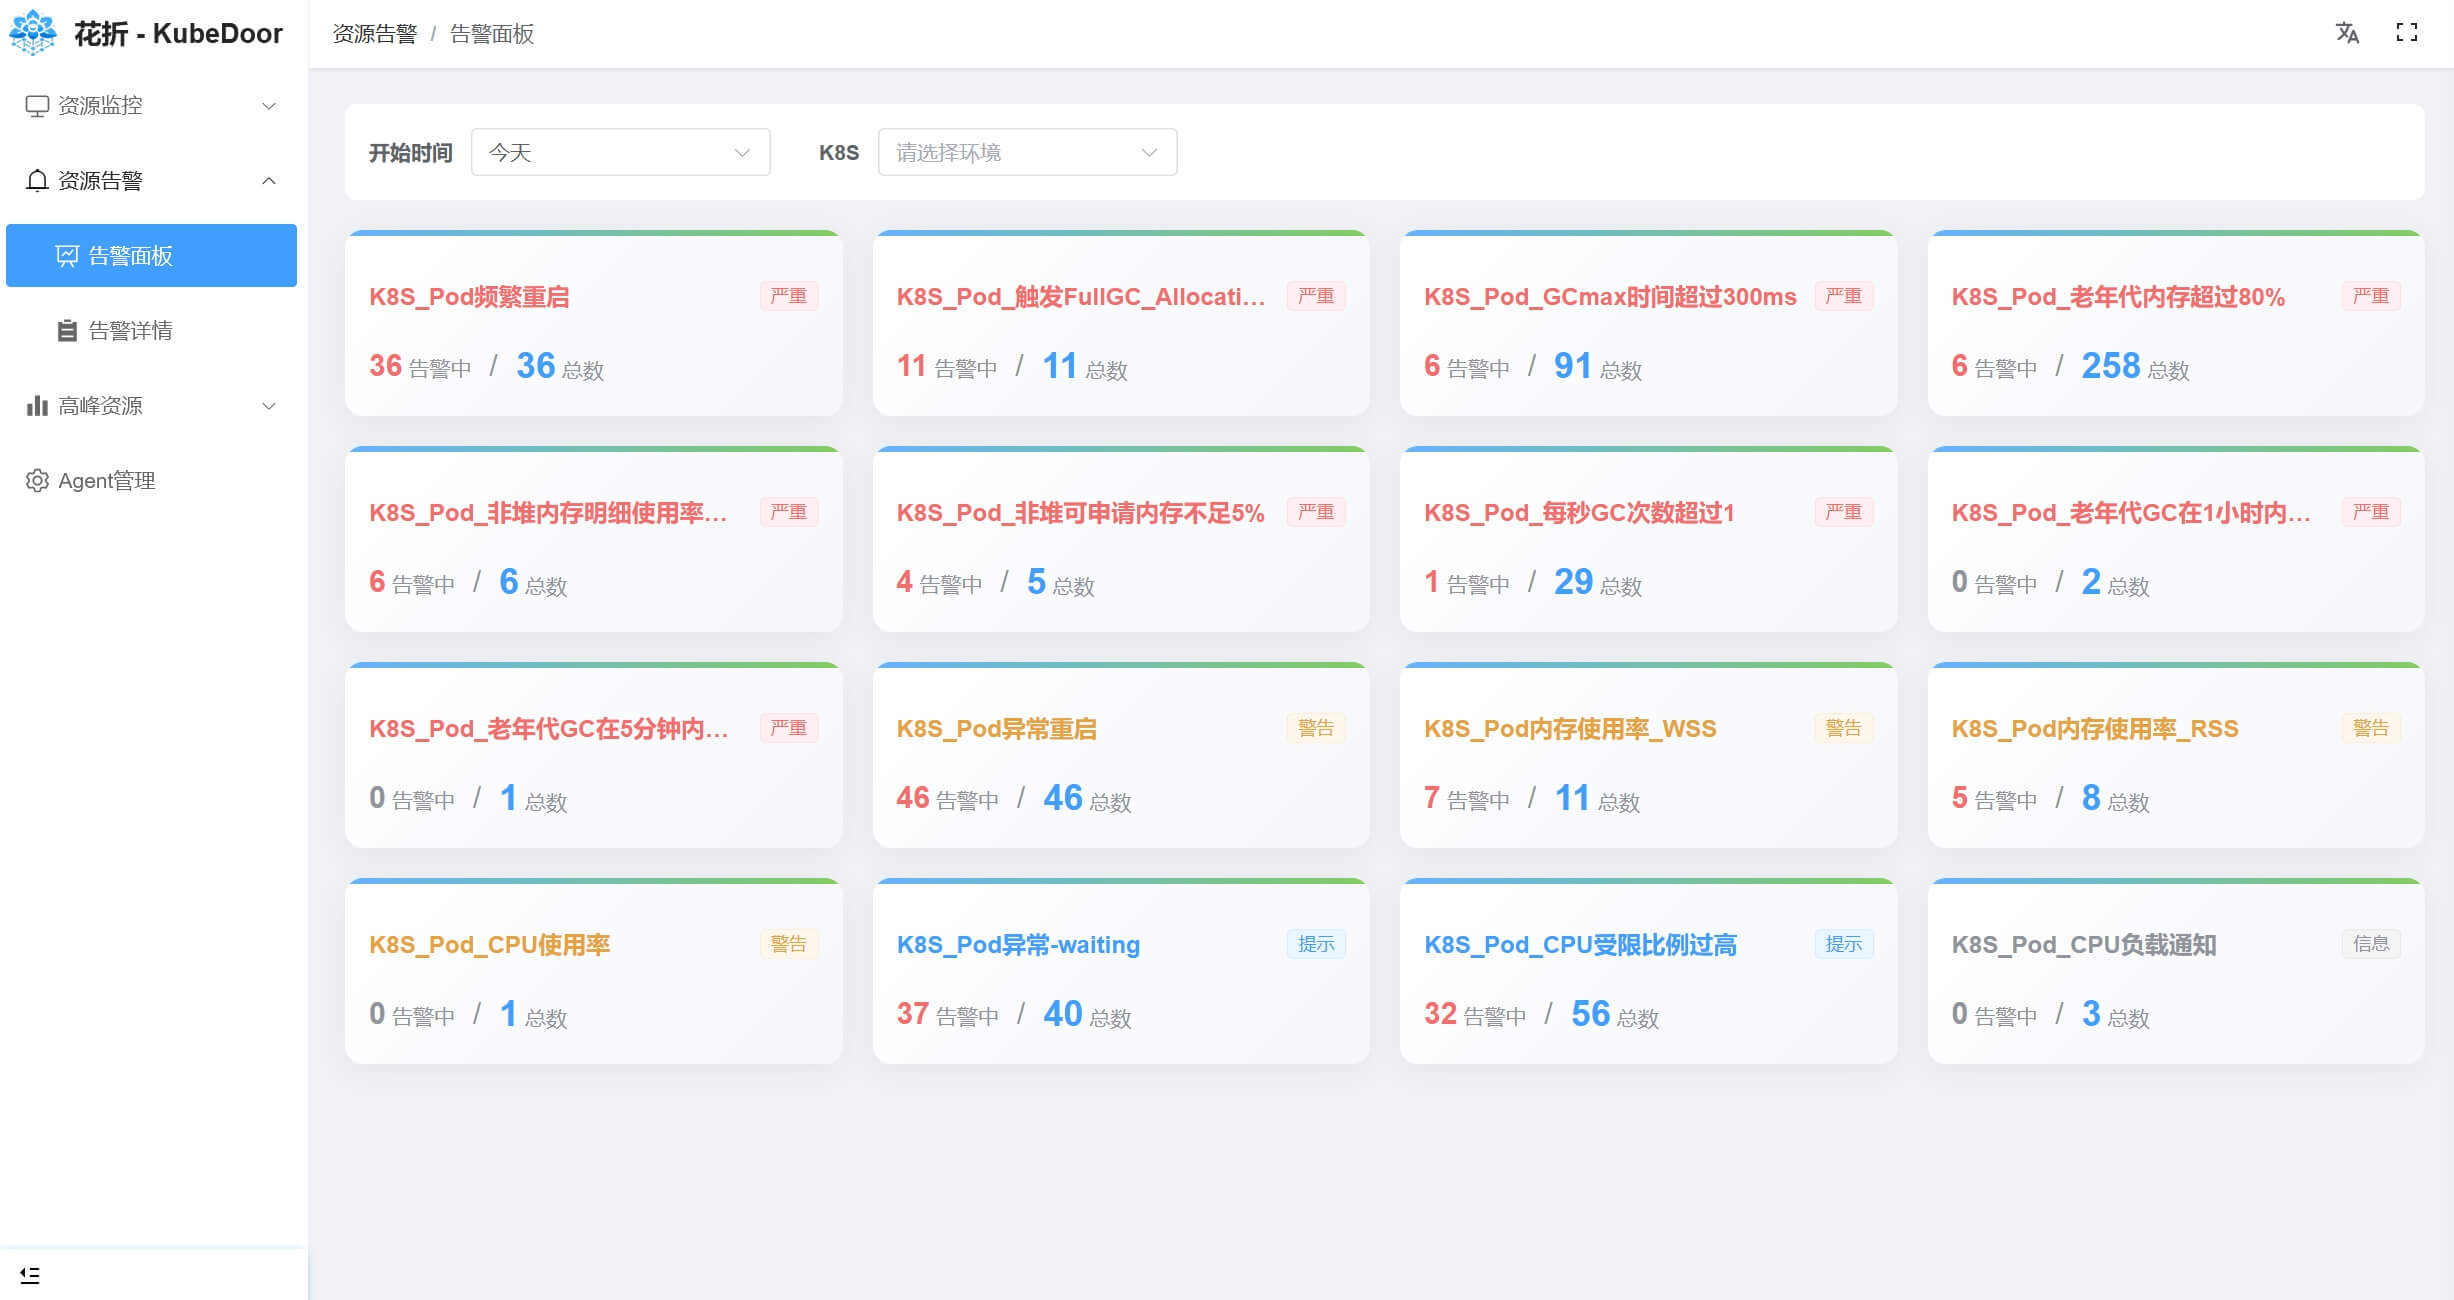 花折 - KubeDoor
资源告警 / 告警面板
资源监控
资源告警
告警面板
告警详情
高峰资源
Agent管理
开始时间 今天 K8S 请选择环境
K8S_Pod频繁重启 严重
36 告警中 / 36 总数
K8S_Pod_触发FullGC_Allocati... 严重
11 告警中 / 11 总数
K8S_Pod_GCmax时间超过300ms 严重
6 告警中 / 91 总数
K8S_Pod_老年代内存超过80% 严重
6 告警中 / 258 总数
K8S_Pod_非堆内存明细使用率... 严重
6 告警中 / 6 总数
K8S_Pod_非堆可申请内存不足5% 严重
4 告警中 / 5 总数
K8S_Pod_每秒GC次数超过1 严重
1 告警中 / 29 总数
K8S_Pod_老年代GC在1小时内... 严重
0 告警中 / 2 总数
K8S_Pod_老年代GC在5分钟内... 严重
0 告警中 / 1 总数
K8S_Pod异常重启 警告
46 告警中 / 46 总数
K8S_Pod内存使用率_WSS 警告
7 告警中 / 11 总数
K8S_Pod内存使用率_RSS 警告
5 告警中 / 8 总数
K8S_Pod_CPU使用率 警告
0 告警中 / 1 总数
K8S_Pod异常-waiting 提示
37 告警中 / 40 总数
K8S_Pod_CPU受限比例过高 提示
32 告警中 / 56 总数
K8S_Pod_CPU负载通知 信息
0 告警中 / 3 总数